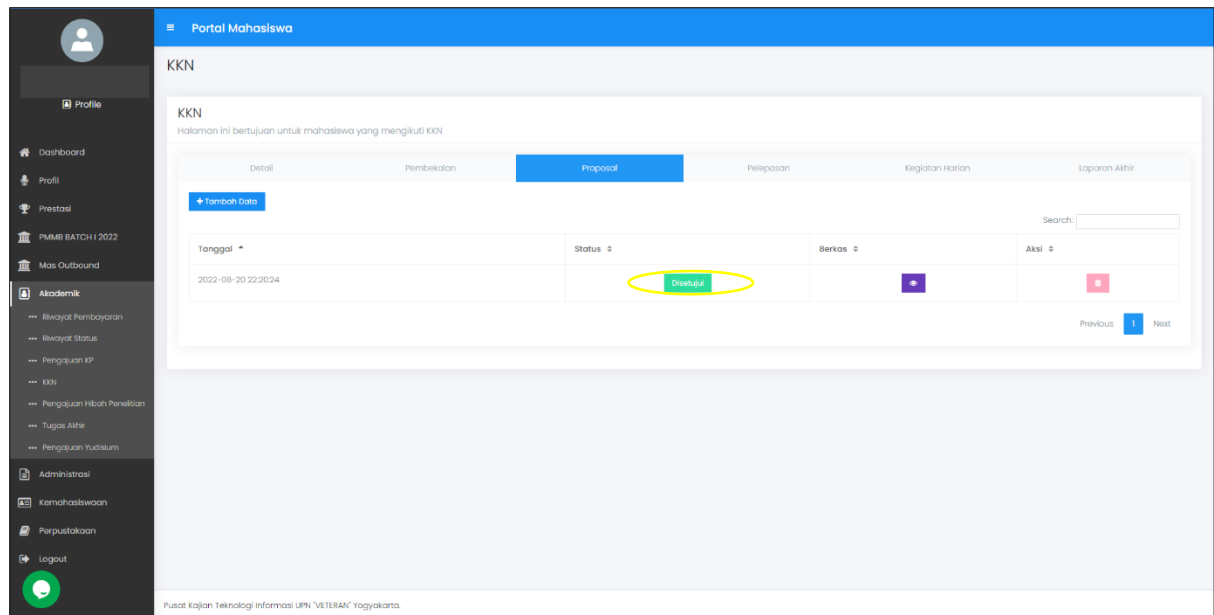 Portal Mahasiswa
KKN
Profile
Dashboard
Profil
Prestasi
PMMB BATCH I 2022
Mas Outbound
Akademik
Riwayat Pembayaran
Riwayat Status
Pengajuan KP
KKN
Pengajuan Hibah Penelitian
Tugas Akhir
Pengajuan Yudisium
Administrasi
Kemahasiswaan
Perpustakaan
Logout
KKN
Halaman ini bertujuan untuk mahasiswa yang mengikuti KKN
Detail Pembekalan Proposal Pelepasan Kegiatan Harian Laporan Akhir
+ Tambah Data
Search:
Tanggal Status Berkas Aksi
2022-08-20 22:20:24 Disetujui
Previous 1 Next
Pusat Kajian Teknologi Informasi UPN "VETERAN" Yogyakarta.